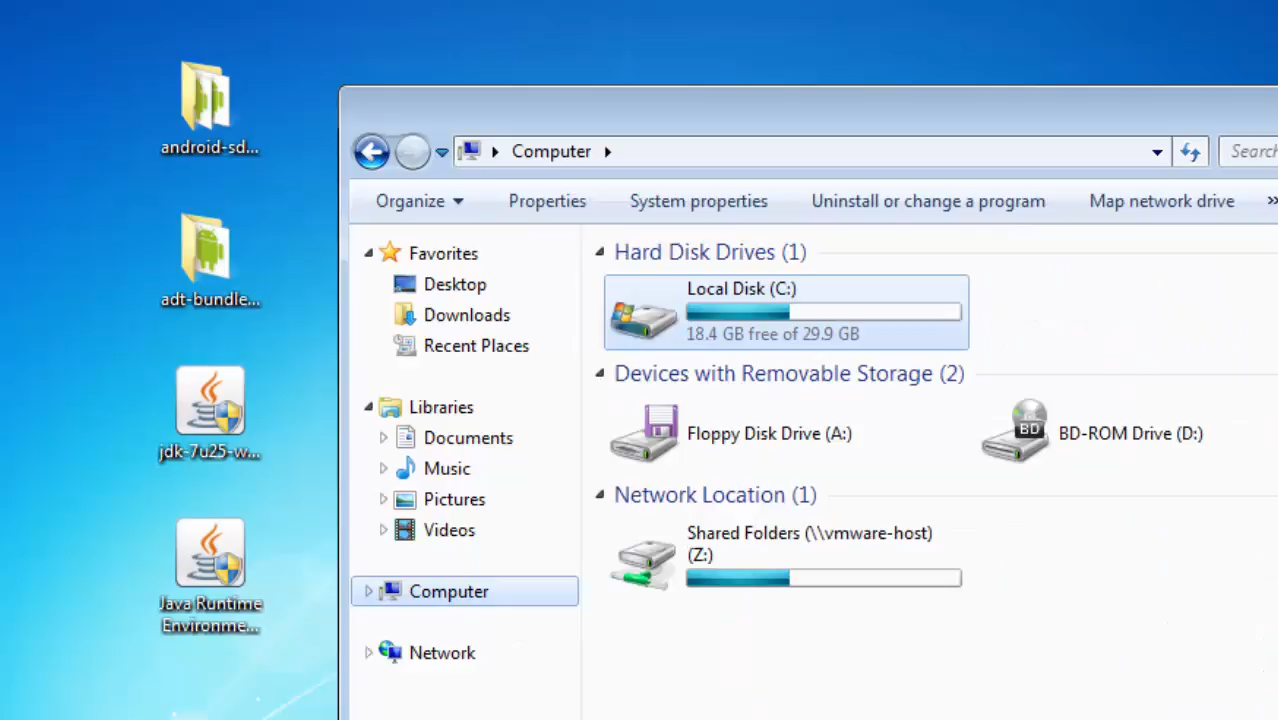 android-sd...
adt-bundle...
jdk-7u25-w...
Java Runtime
Environme...
Computer
Search
Organize
Properties
System properties
Uninstall or change a program
Map network drive
»
Favorites
Desktop
Downloads
Recent Places
Libraries
Documents
Music
Pictures
Videos
Computer
Network
Hard Disk Drives (1)
Local Disk (C:)
18.4 GB free of 29.9 GB
Devices with Removable Storage (2)
Floppy Disk Drive (A:)
BD
BD-ROM Drive (D:)
Network Location (1)
Shared Folders (\\vmware-host)
(Z:)